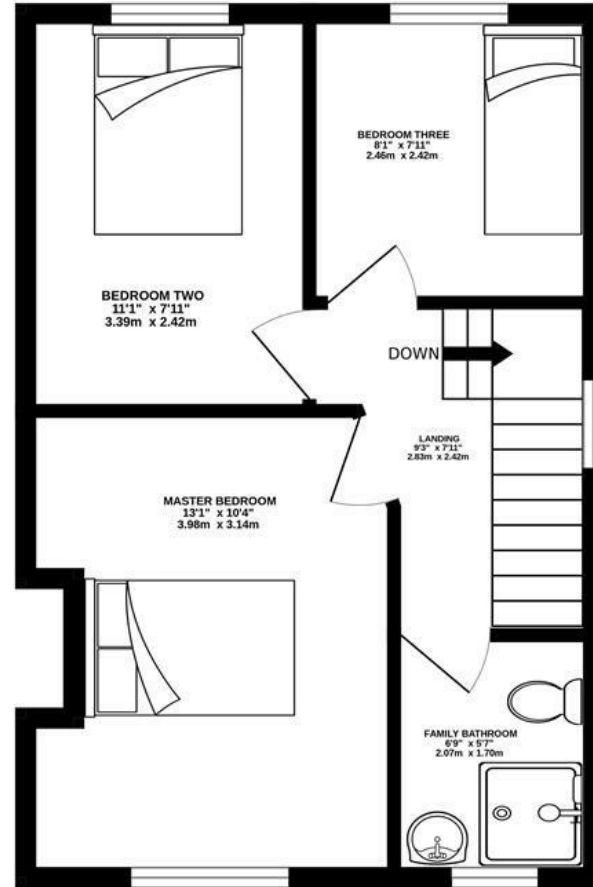 BEDROOM THREE
8'1" x 7'11"
2.46m x 2.42m
BEDROOM TWO
11'1" x 7'11"
3.39m x 2.42m
DOWN
LANDING
9'3" x 7'11"
2.83m x 2.42m
MASTER BEDROOM
13'1" x 10'4"
3.98m x 3.14m
FAMILY BATHROOM
6'9" x 5'7"
2.07m x 1.70m